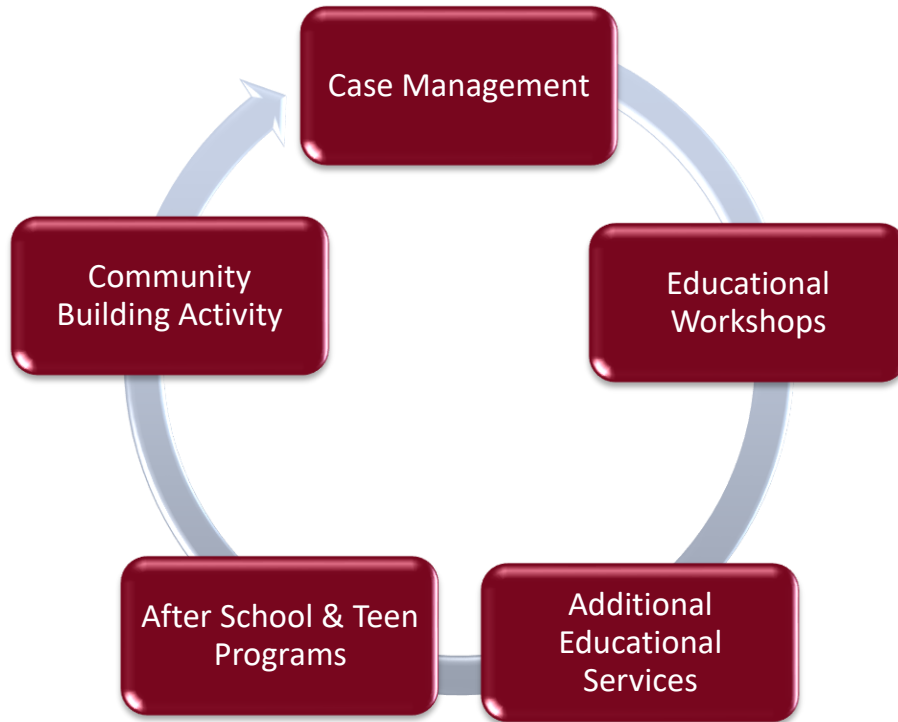 Case Management
Educational
Workshops
Additional
Educational
Services
After School & Teen
Programs
Community
Building Activity